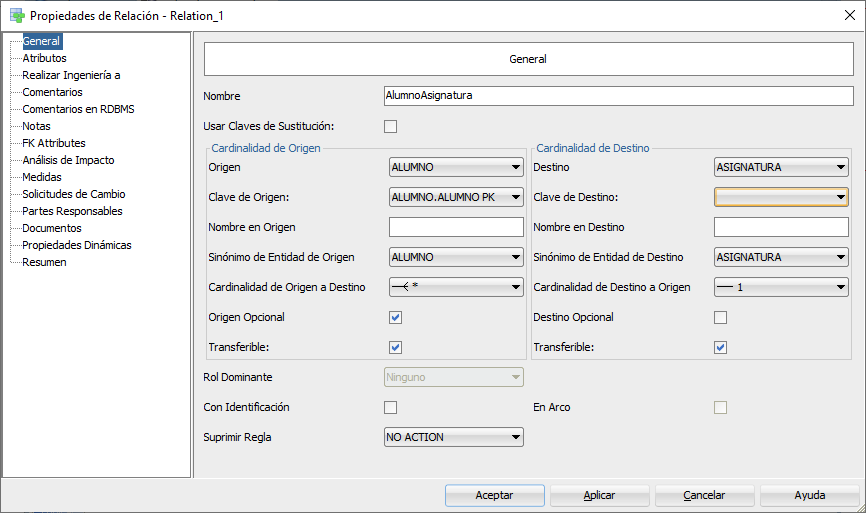 Propiedades de Relación - Relation_1
General
Atributos
Realizar Ingeniería a
Comentarios
Comentarios en RDBMS
Notas
FK Attributes
Análisis de Impacto
Medidas
Solicitudes de Cambio
Partes Responsables
Documentos
Propiedades Dinámicas
Resumen
General
Nombre AlumnoAsignatura
Usar Claves de Sustitución:
Cardinalidad de Origen Cardinalidad de Destino
Origen ALUMNO Destino ASIGNATURA
Clave de Origen: ALUMNO.ALUMNO PK Clave de Destino:
Nombre en Origen Nombre en Destino
Sinónimo de Entidad de Origen ALUMNO Sinónimo de Entidad de Destino ASIGNATURA
Cardinalidad de Origen a Destino * Cardinalidad de Destino a Origen 1
Origen Opcional Destino Opcional
Transferible: Transferible:
Rol Dominante Ninguno
Con Identificación En Arco
Suprimir Regla NO ACTION
Aceptar Aplicar Cancelar Ayuda